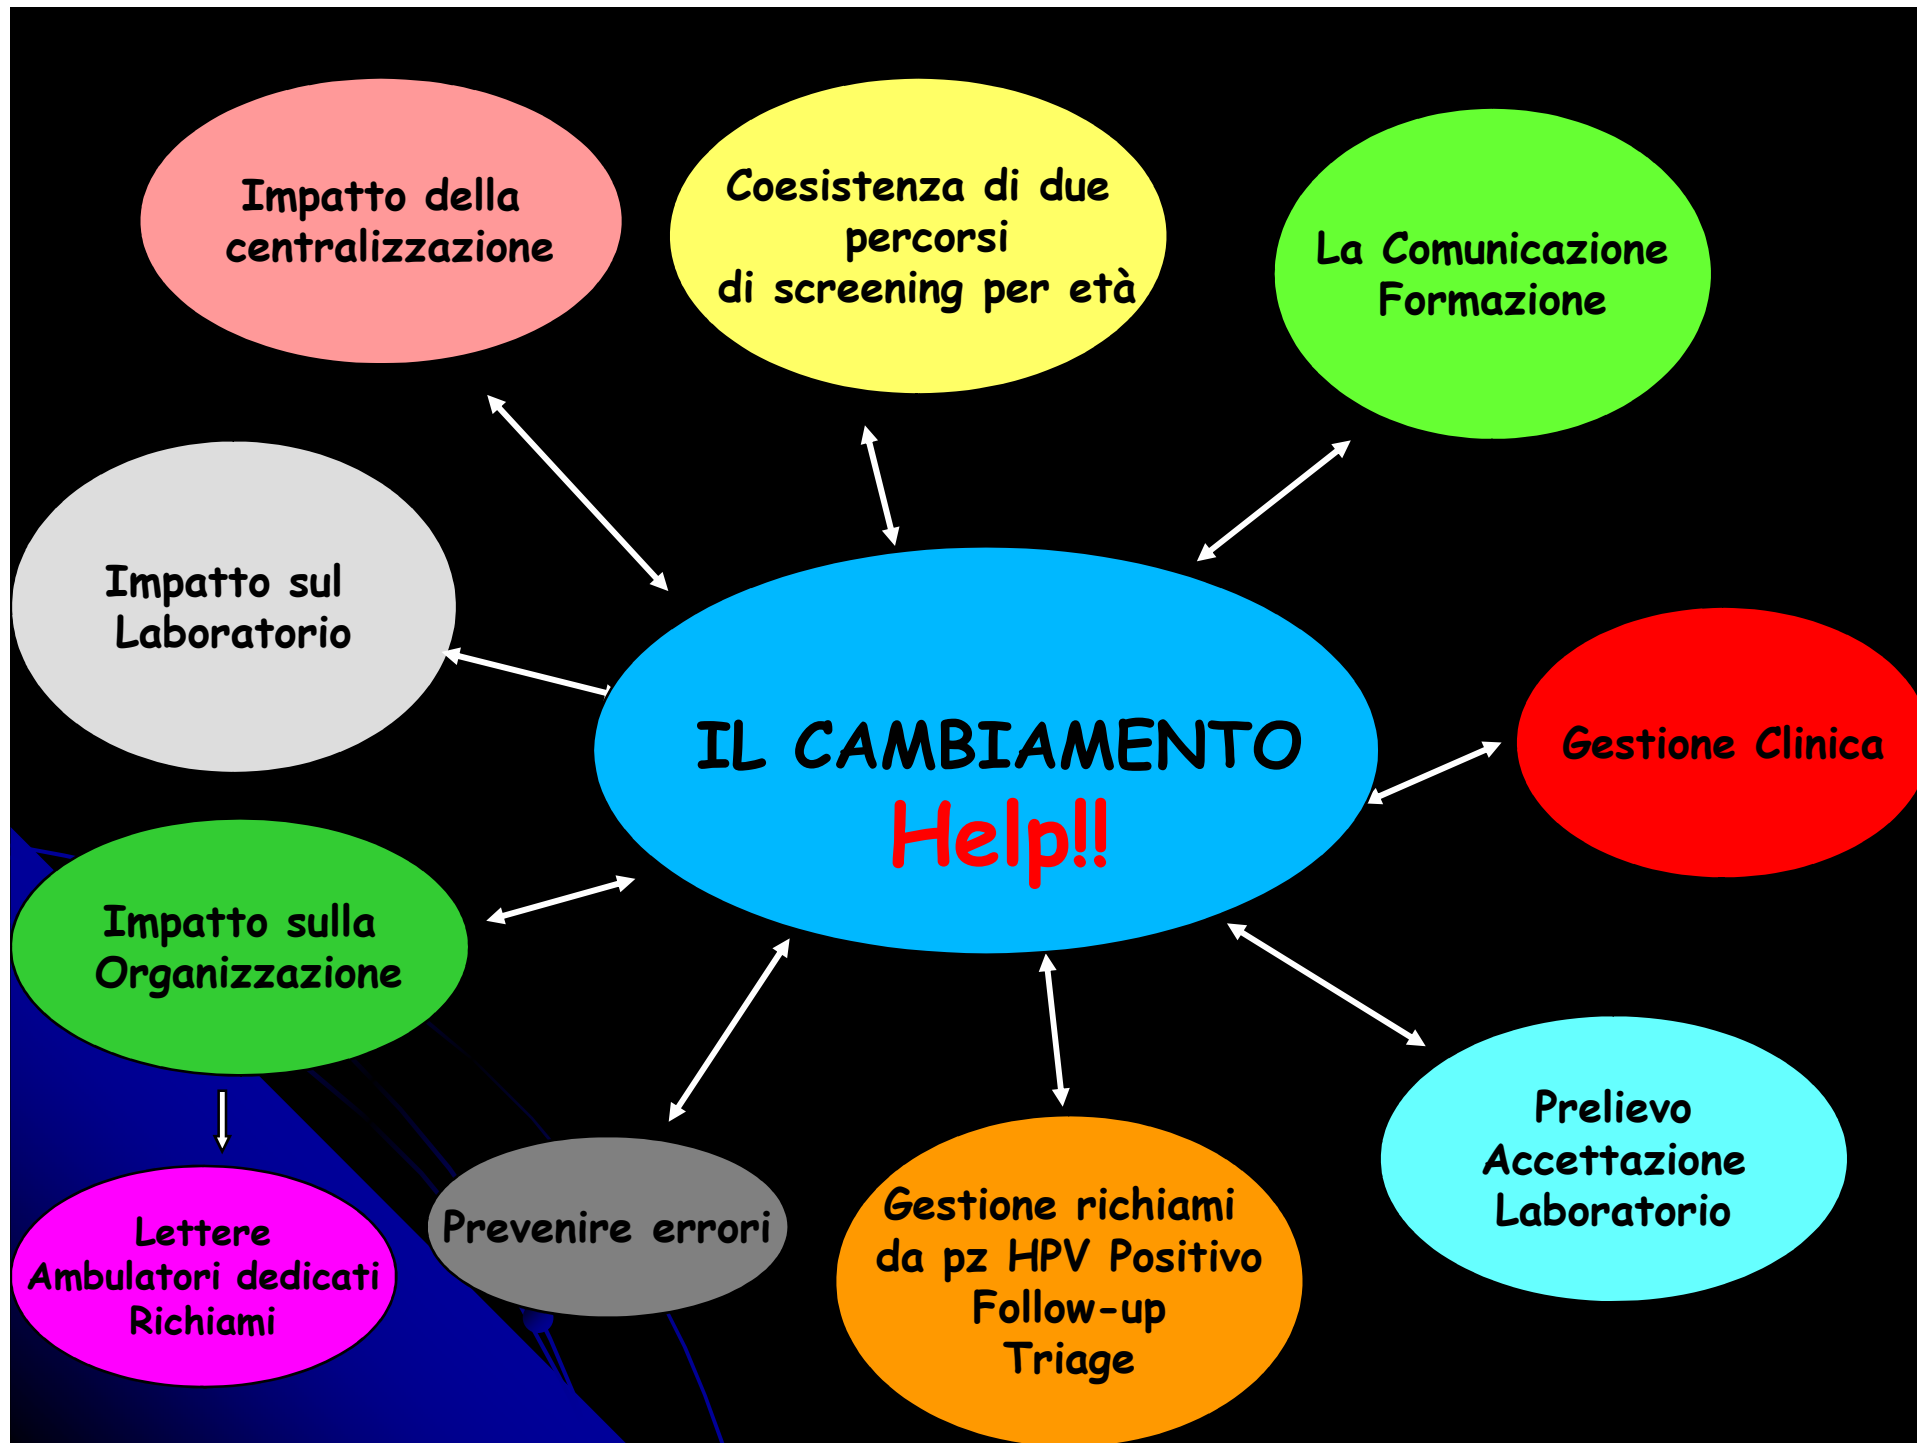 Impatto della
centralizzazione
Coesistenza di due
percorsi
di screening per età
La Comunicazione
Formazione
Impatto sul
Laboratorio
IL CAMBIAMENTO
Help!!
Gestione Clinica
Impatto sulla
Organizzazione
Prelievo
Accettazione
Laboratorio
Lettere
Ambulatori dedicati
Richiami
Prevenire errori
Gestione richiami
da pz HPV Positivo
Follow-up
Triage